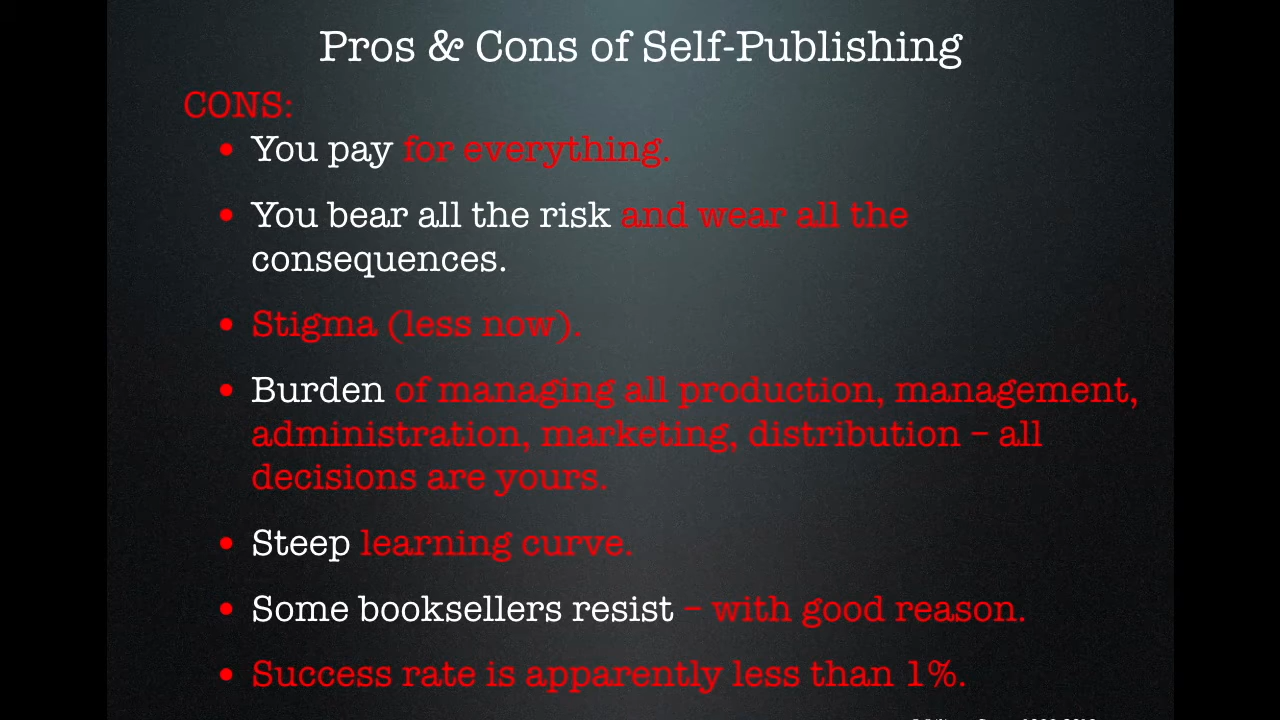 Pros & Cons of Self-Publishing
CONS:
• You pay for everything.
• You bear all the risk and wear all the
consequences.
• Stigma (less now).
• Burden of managing all production, management,
administration, marketing, distribution – all
decisions are yours.
• Steep learning curve.
• Some booksellers resist – with good reason.
• Success rate is apparently less than 1%.